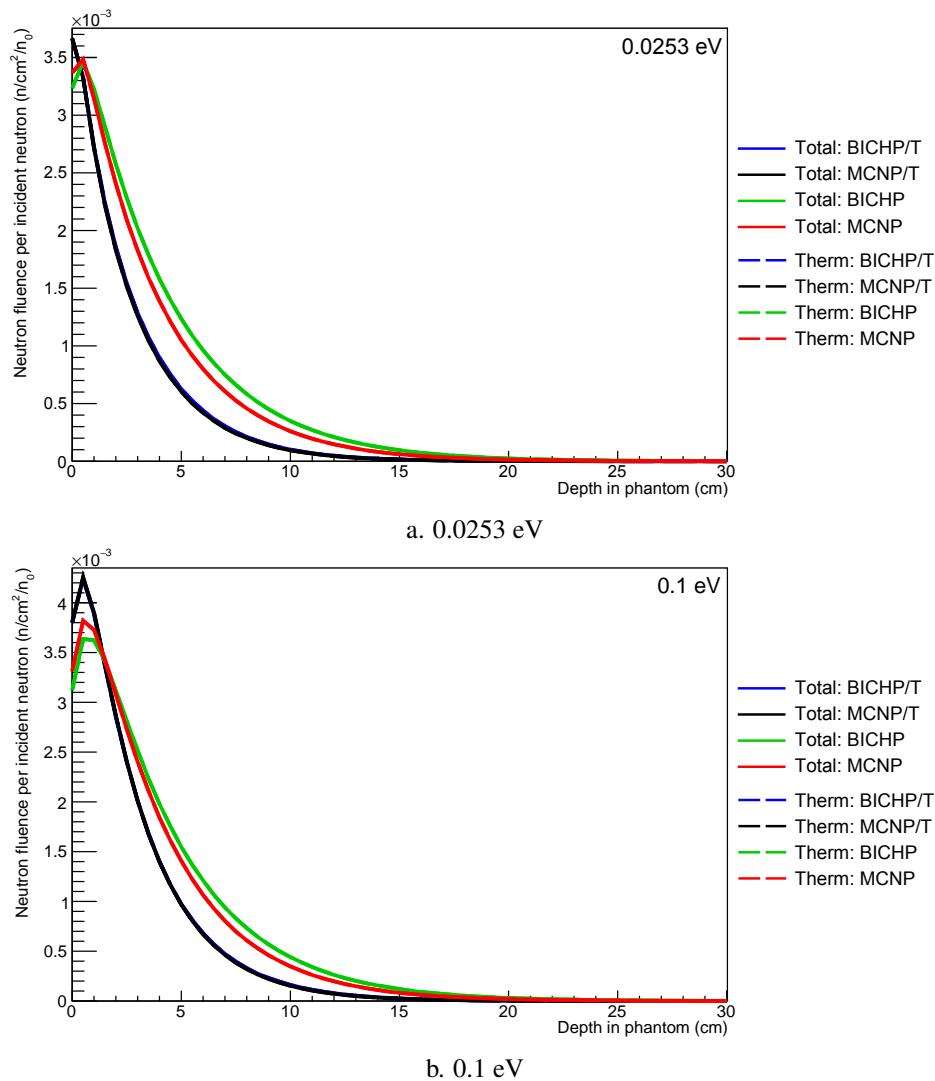 ×10⁻³
0.0253 eV
Neutron fluence per incident neutron (n/cm²/n₀)
3.5
3
2.5
2
1.5
1
0.5
0
0 5 10 15 20 25 30
Depth in phantom (cm)
Total: BICHP/T
Total: MCNP/T
Total: BICHP
Total: MCNP
Therm: BICHP/T
Therm: MCNP/T
Therm: BICHP
Therm: MCNP
a. 0.0253 eV
×10⁻³
0.1 eV
Neutron fluence per incident neutron (n/cm²/n₀)
4
3.5
3
2.5
2
1.5
1
0.5
0
0 5 10 15 20 25 30
Depth in phantom (cm)
Total: BICHP/T
Total: MCNP/T
Total: BICHP
Total: MCNP
Therm: BICHP/T
Therm: MCNP/T
Therm: BICHP
Therm: MCNP
b. 0.1 eV